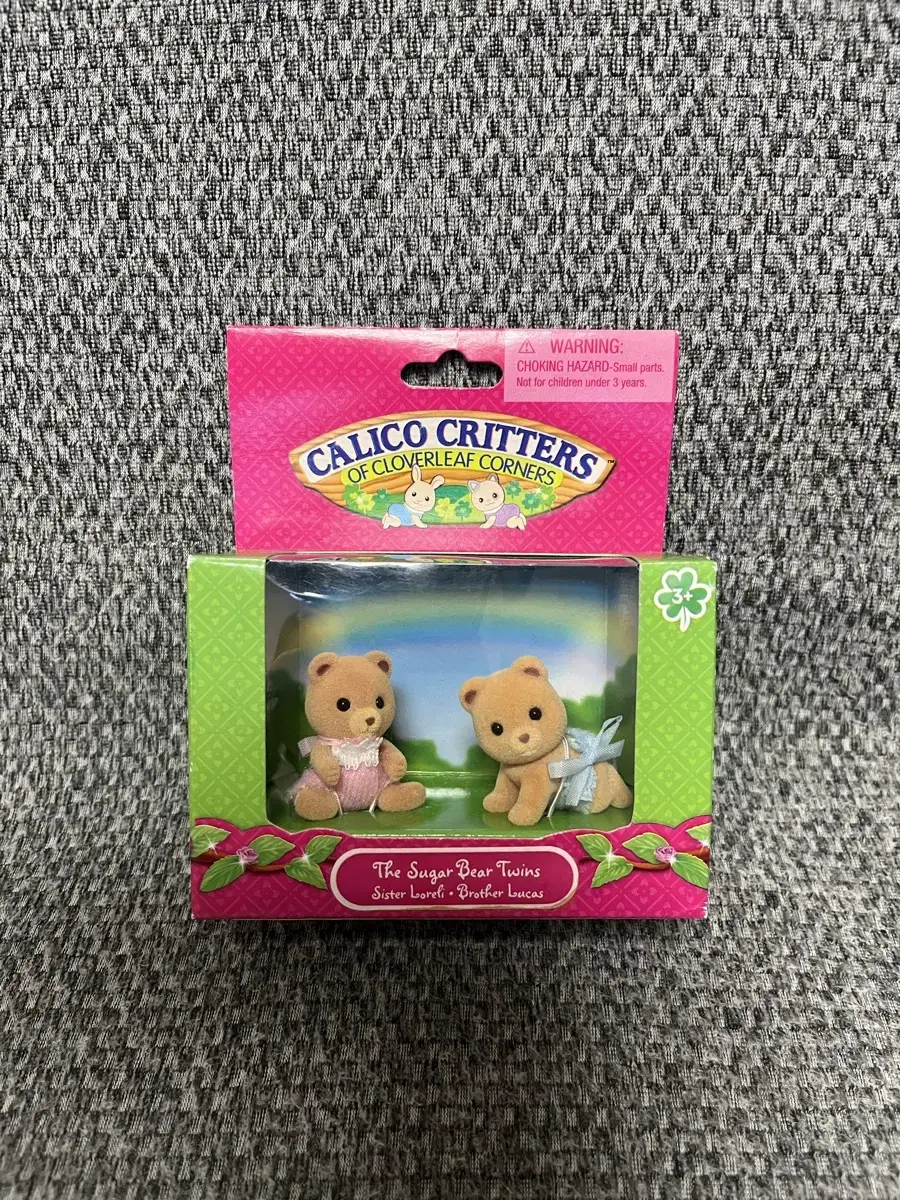 ⚠ WARNING:
CHOKING HAZARD-Small parts.
Not for children under 3 years.
CALICO CRITTERS™
OF CLOVERLEAF CORNERS
3+
The Sugar Bear Twins
Sister Loreli • Brother Lucas